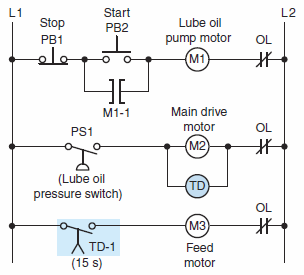 L1
L2
Stop
PB1
Start
PB2
Lube oil
pump motor
OL
M1
M1-1
PS1
(Lube oil
pressure switch)
Main drive
motor
OL
M2
TD
TD-1
(15 s)
M3
OL
Feed
motor